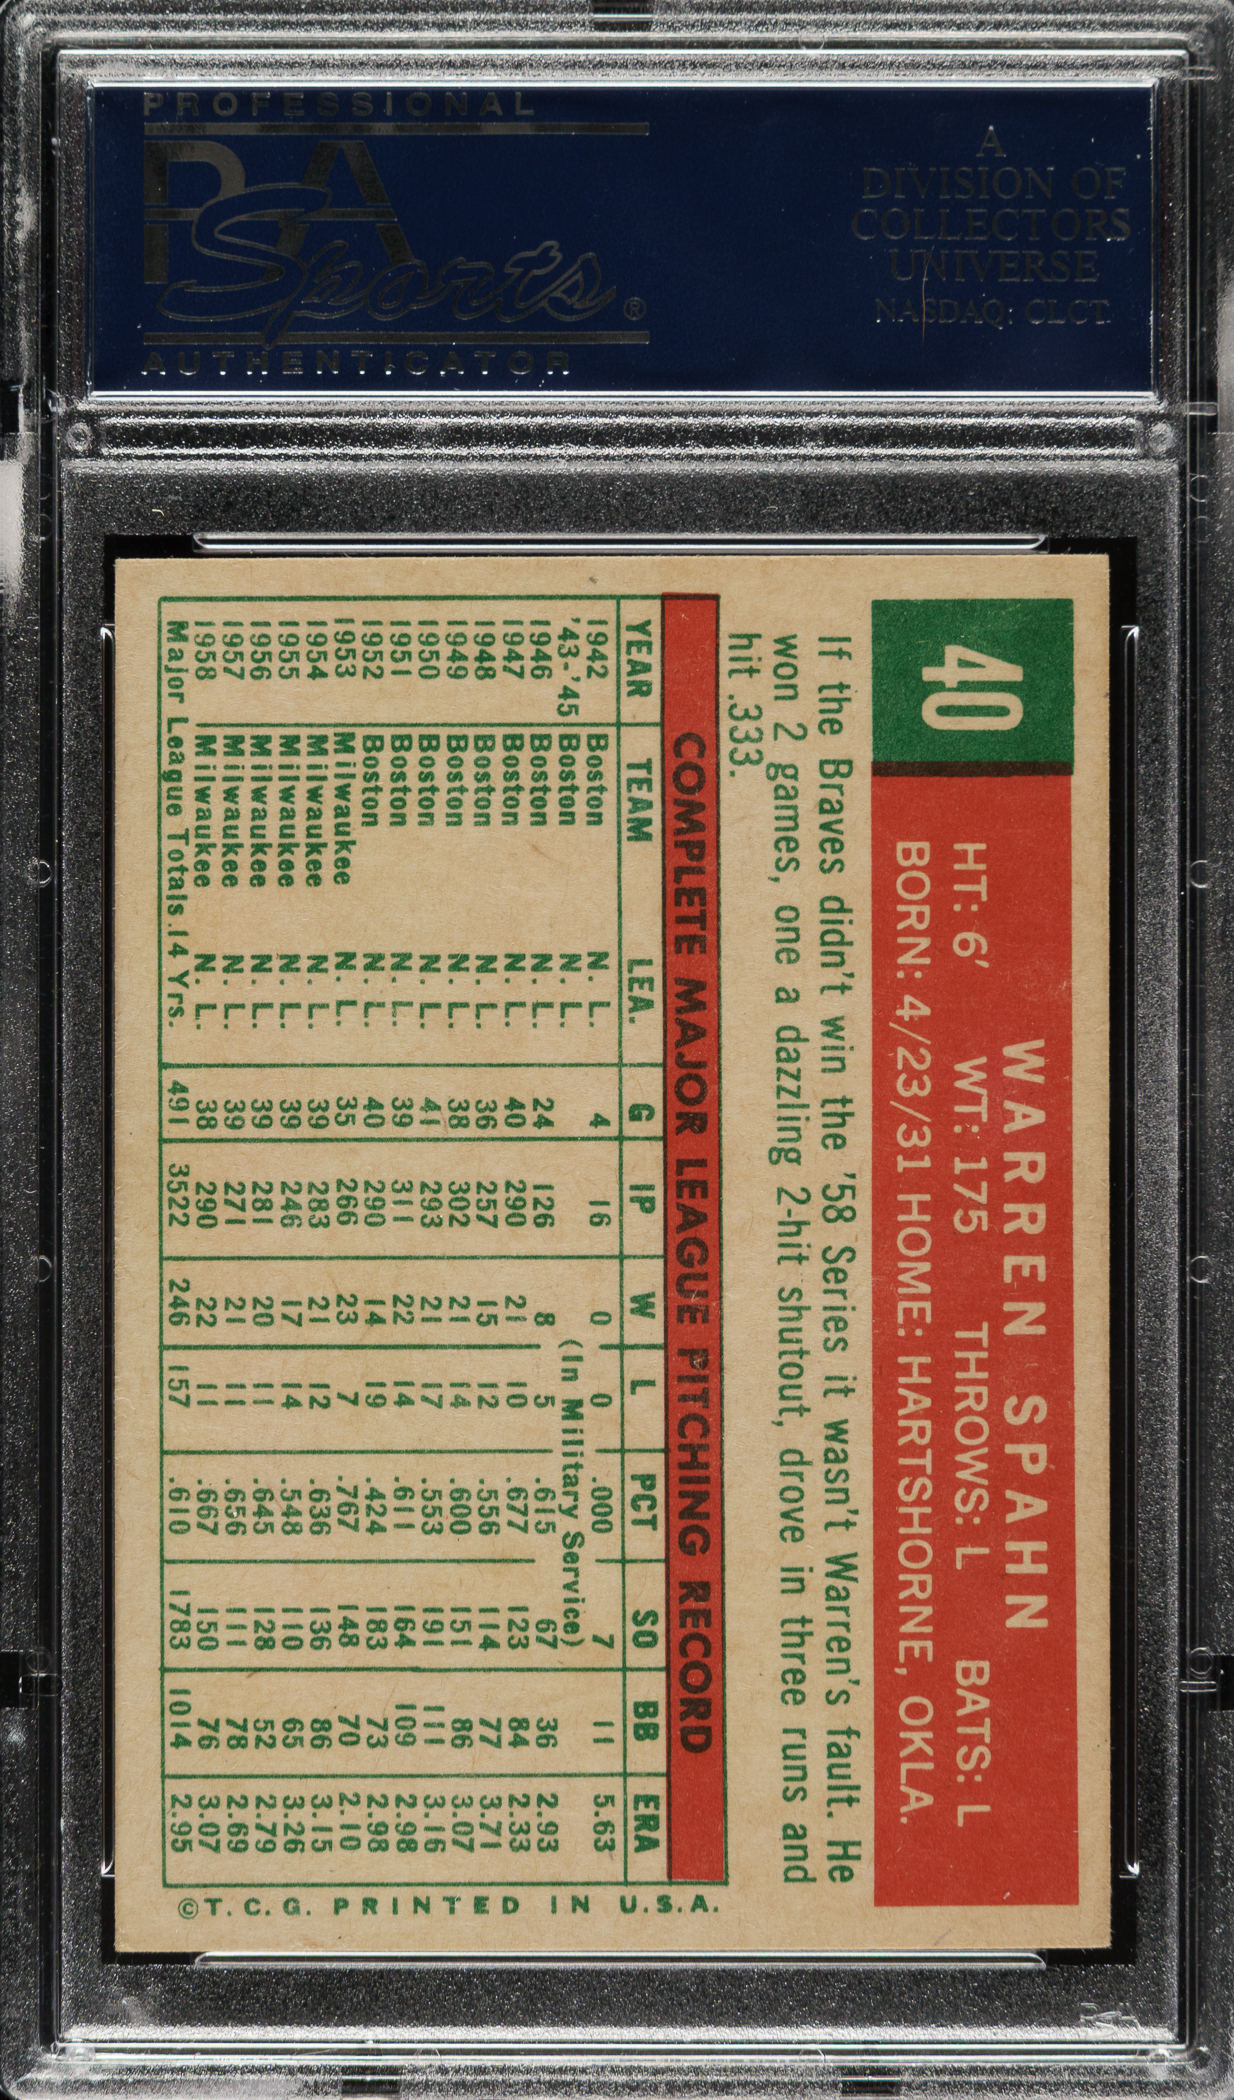 PROFESSIONAL
PSA
Sports®
AUTHENTICATOR
A
DIVISION OF
COLLECTORS
UNIVERSE
NASDAQ: CLCT
40
WARREN SPAHN
HT: 6' WT: 175 THROWS: L BATS: L
BORN: 4/23/31 HOME: HARTSHORNE, OKLA.
If the Braves didn't win the '58 Series it wasn't Warren's fault. He
won 2 games, one a dazzling 2-hit shutout, drove in three runs and
hit .333.
COMPLETE MAJOR LEAGUE PITCHING RECORD
YEAR TEAM LEA. G IP W L PCT SO BB ERA
1942 Boston N. L. 4 16 0 0 .000 7 11 5.63
'43-'45 Boston N. L. (In Military Service)
1946 Boston N. L. 24 126 8 5 .615 67 36 2.93
1947 Boston N. L. 40 290 21 10 .677 123 84 2.33
1948 Boston N. L. 36 257 15 12 .556 114 77 3.71
1949 Boston N. L. 38 302 21 14 .600 151 86 3.07
1950 Boston N. L. 41 293 21 17 .553 191 111 3.16
1951 Boston N. L. 39 311 22 14 .611 164 109 2.98
1952 Boston N. L. 40 290 14 19 .424 183 73 2.98
1953 Milwaukee N. L. 35 266 23 7 .767 148 70 2.10
1954 Milwaukee N. L. 39 283 21 12 .636 136 86 3.15
1955 Milwaukee N. L. 39 246 17 14 .548 110 65 3.26
1956 Milwaukee N. L. 39 281 20 11 .645 128 52 2.79
1957 Milwaukee N. L. 39 271 21 11 .656 111 78 2.69
1958 Milwaukee N. L. 38 290 22 11 .667 150 76 3.07
Major League Totals.14 Yrs. 491 3522 246 157 .610 1783 1014 2.95
©T. C. G. PRINTED IN U.S.A.